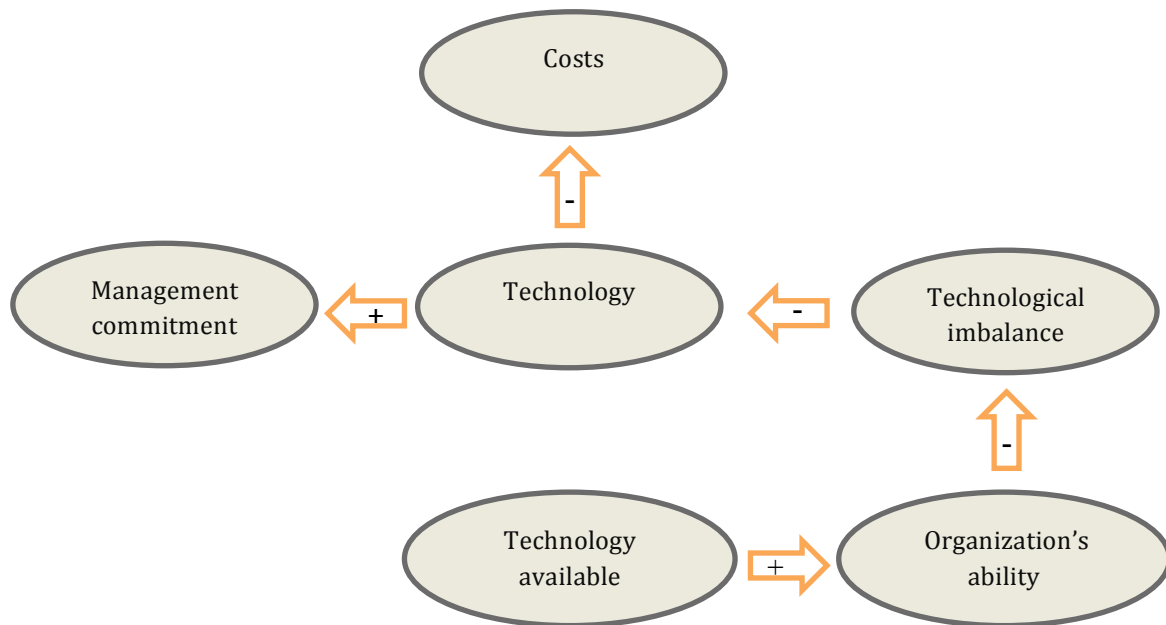 Costs
-
Management
commitment
+
Technology
-
Technological
imbalance
-
Technology
available
+
Organization’s
ability